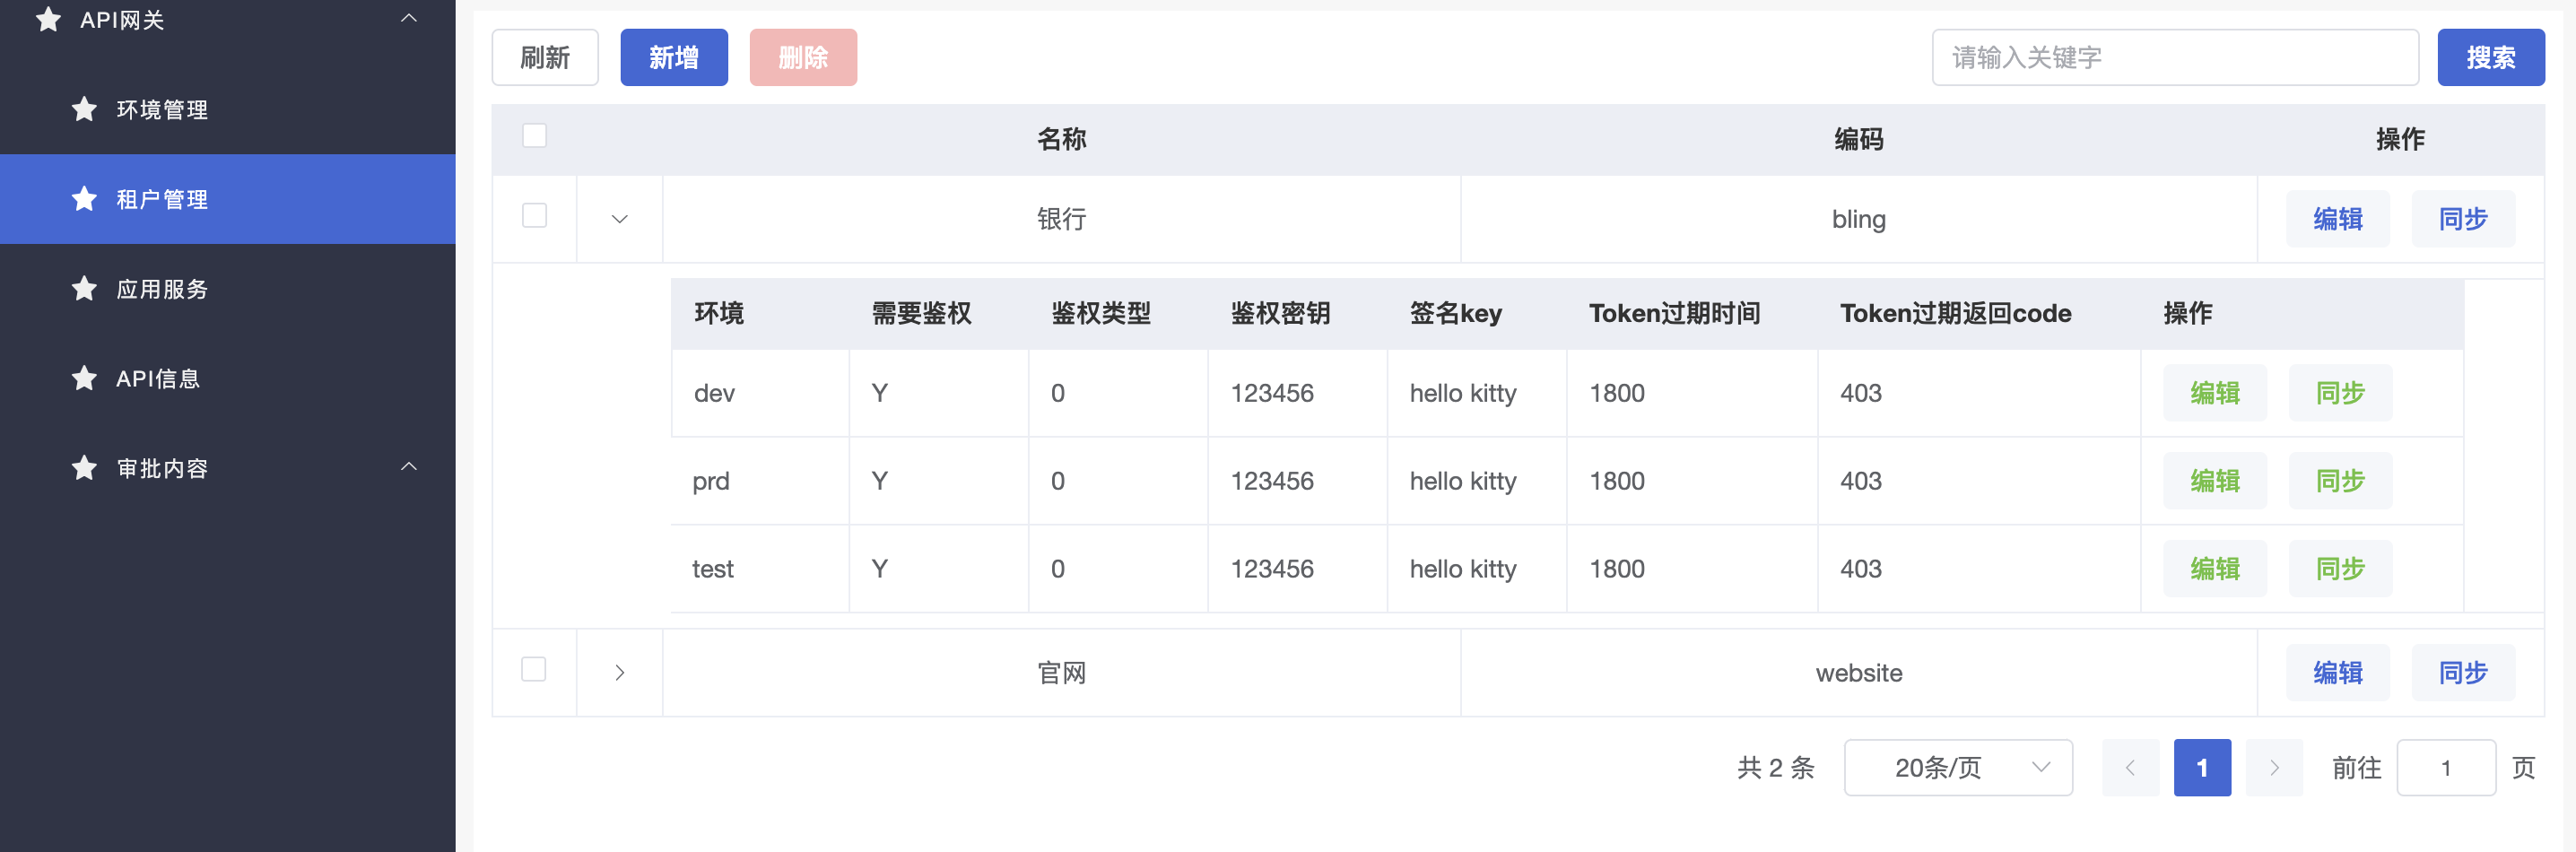 API网关
环境管理
租户管理
应用服务
API信息
审批内容
刷新 新增 删除 请输入关键字 搜索
名称 编码 操作
银行 bling 编辑 同步
环境 需要鉴权 鉴权类型 鉴权密钥 签名key Token过期时间 Token过期返回code 操作
dev Y 0 123456 hello kitty 1800 403 编辑 同步
prd Y 0 123456 hello kitty 1800 403 编辑 同步
test Y 0 123456 hello kitty 1800 403 编辑 同步
官网 website 编辑 同步
共 2 条 20条/页 1 前往 1 页